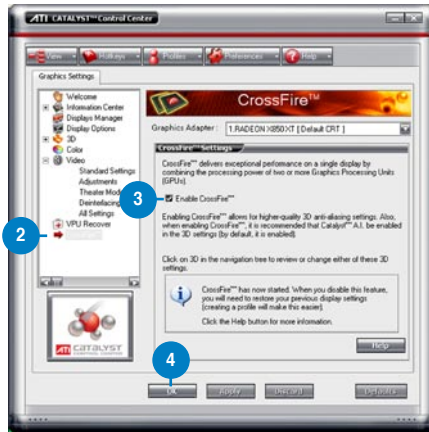 ATI CATALYST™ Control Center
View
Hotkeys
Profiles
Preferences
Help
Graphics Settings
Welcome
Information Center
Displays Manager
Display Options
3D
Color
Video
Standard Settings
Adjustments
Theater Mode
Deinterlacing
All Settings
VPU Recover
2
CrossFire™
Graphics Adapter :
1.RADEON X850XT [ Default CRT ]
CrossFire™ Settings
CrossFire™ delivers exceptional performance on a single display by
combining the processing power of two or more Graphics Processing Units
(GPUs).
3
Enable CrossFire™
Enabling CrossFire™ allows for higher-quality 3D anti-aliasing settings. Also,
when enabling CrossFire™, it is recommended that Catalyst™ A.I. be enabled
in the 3D settings (by default, it is enabled).
Click on 3D in the navigation tree to review or change either of these 3D
settings.
CrossFire™ has now started. When you disable this feature,
you will need to restore your previous display settings
(creating a profile will make this easier).
Click the Help button for more information.
Help
ATI CATALYST
CONTROL CENTER
4
OK
Apply
Discard
Defaults